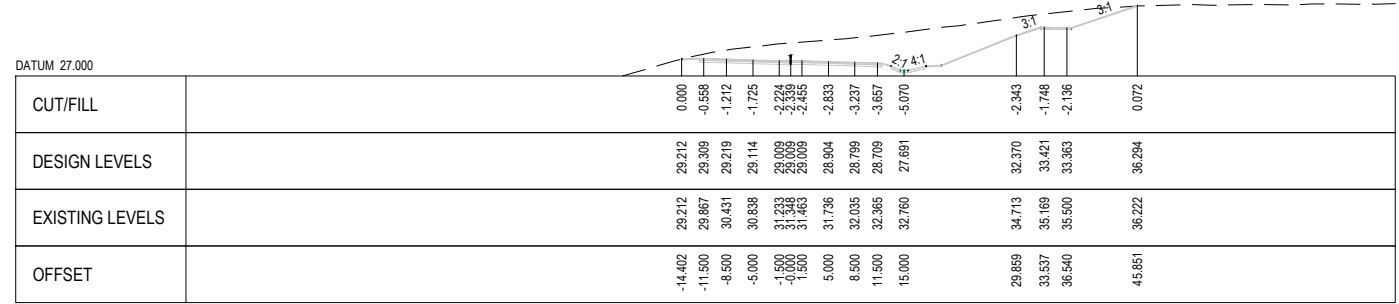 3:1
3:1
2:1 4:1
DATUM 27.000
CUT/FILL 0.000 -0.558 -1.212 -1.725 -2.224 -2.339 -2.455 -2.833 -3.237 -3.657 -5.070 -2.343 -1.748 -2.136 0.072
DESIGN LEVELS 29.212 29.309 29.219 29.114 29.009 29.009 29.009 28.904 28.799 28.709 27.691 32.370 33.421 33.363 36.294
EXISTING LEVELS 29.212 29.867 30.431 30.838 31.233 31.348 31.463 31.736 32.035 32.365 32.760 34.713 35.169 35.500 36.222
OFFSET -14.402 -11.500 -8.500 -5.000 -1.500 -0.000 1.500 5.000 8.500 11.500 15.000 29.859 33.537 36.540 45.851